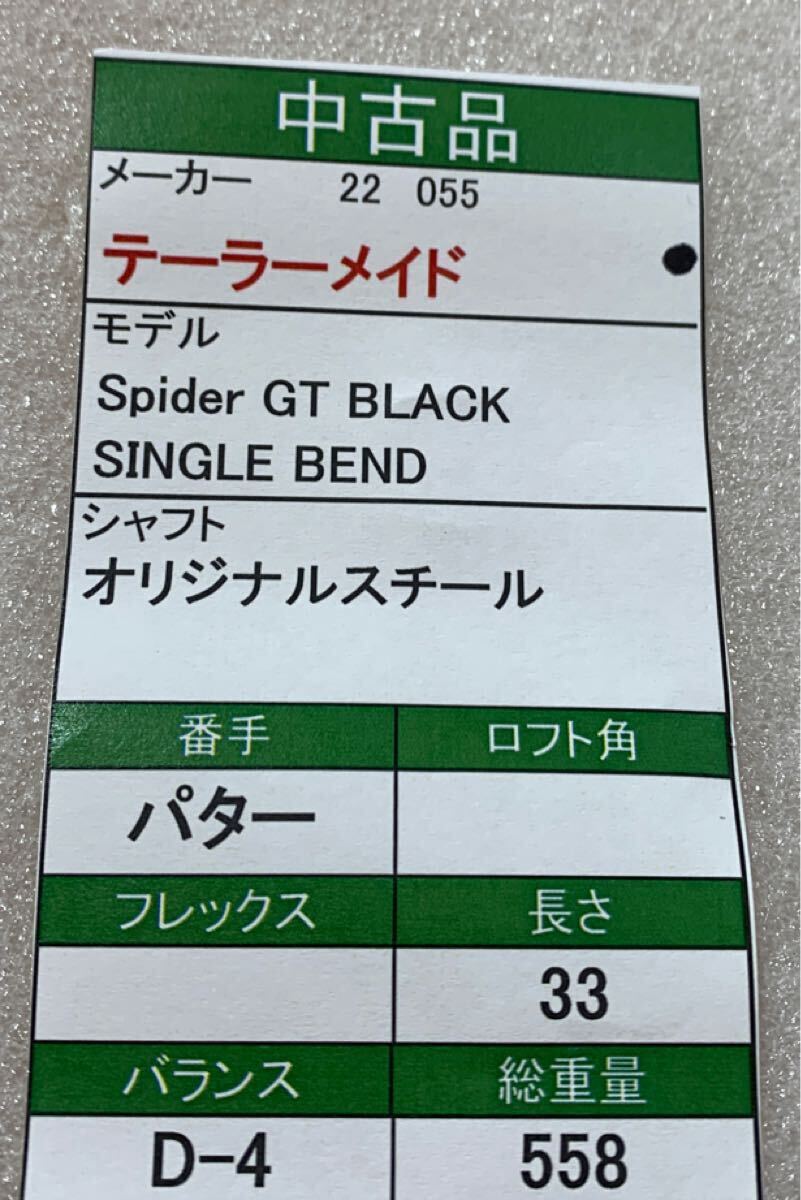 中古品
メーカー 22 055
テーラーメイド
モデル
Spider GT BLACK
SINGLE BEND
シャフト
オリジナルスチール
番手 ロフト角
パター
フレックス 長さ
33
バランス 総重量
D-4 558